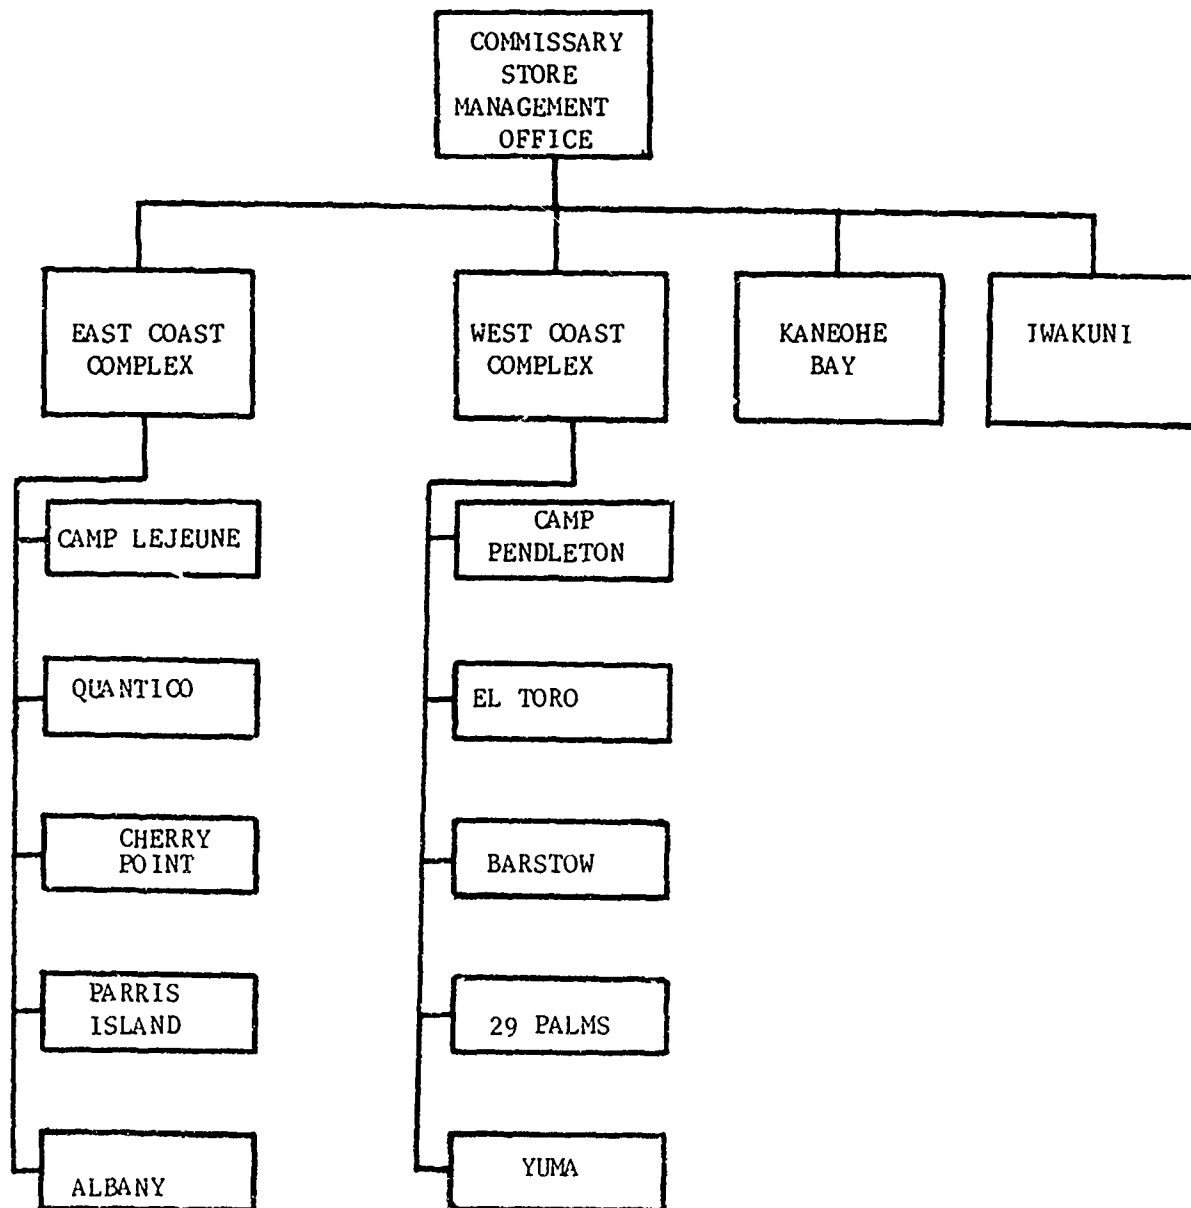 COMMISSARY
STORE
MANAGEMENT
OFFICE
EAST COAST
COMPLEX
WEST COAST
COMPLEX
KANEOHE
BAY
IWAKUNI
CAMP LEJEUNE
QUANTICO
CHERRY
POINT
PARRIS
ISLAND
ALBANY
CAMP
PENDLETON
EL TORO
BARSTOW
29 PALMS
YUMA